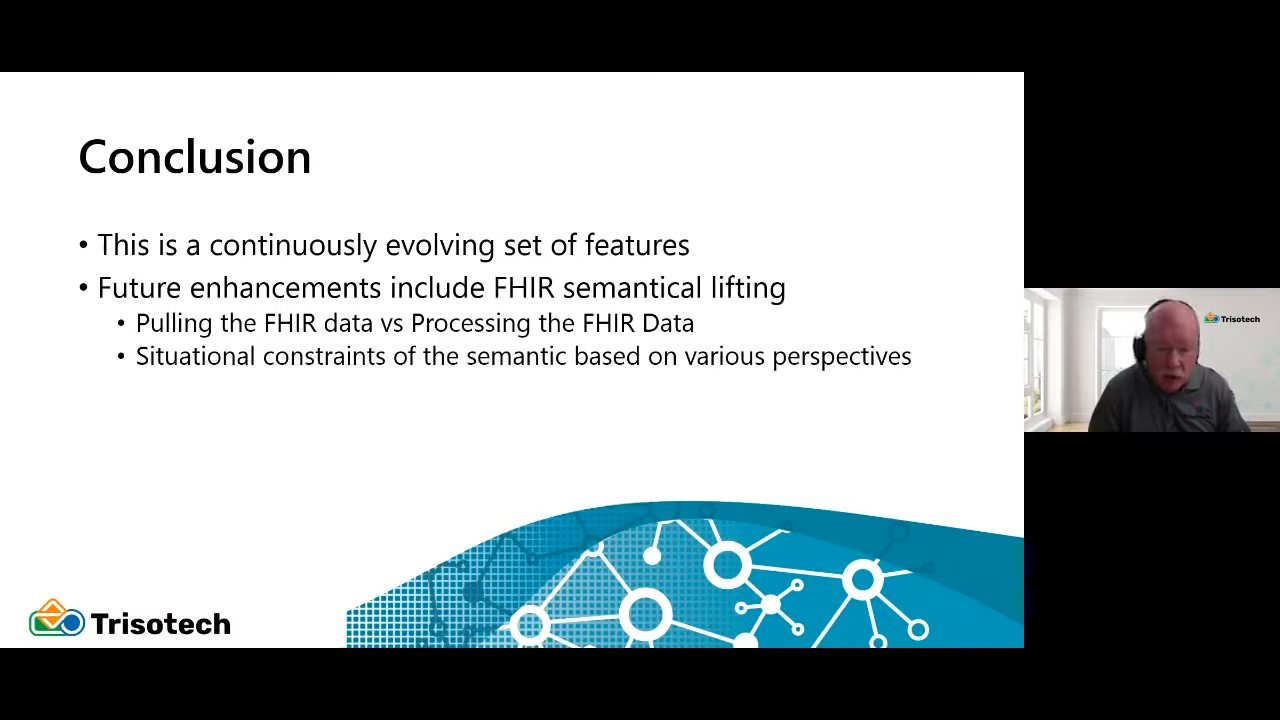 Conclusion
• This is a continuously evolving set of features
• Future enhancements include FHIR semantical lifting
• Pulling the FHIR data vs Processing the FHIR Data
• Situational constraints of the semantic based on various perspectives
Trisotech
Trisotech